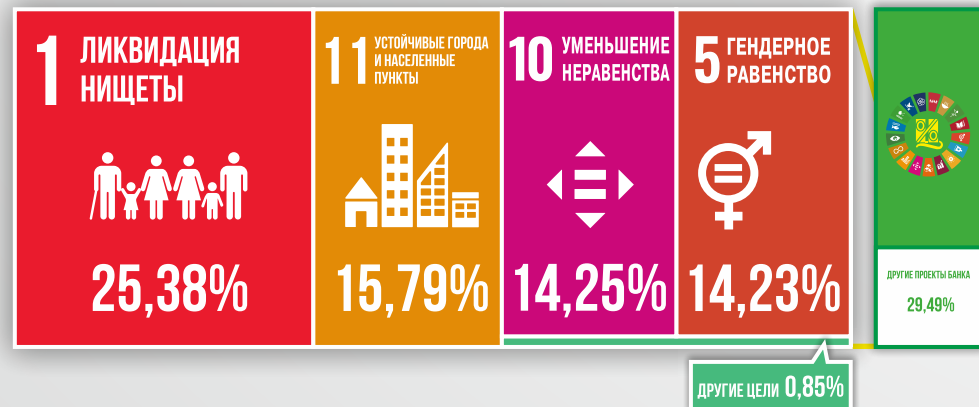 1 ЛИКВИДАЦИЯ
НИЩЕТЫ
25,38%
11 УСТОЙЧИВЫЕ ГОРОДА
И НАСЕЛЕННЫЕ
ПУНКТЫ
15,79%
10 УМЕНЬШЕНИЕ
НЕРАВЕНСТВА
14,25%
5 ГЕНДЕРНОЕ
РАВЕНСТВО
14,23%
ДРУГИЕ ЦЕЛИ 0,85%
ДРУГИЕ ПРОЕКТЫ БАНКА
29,49%